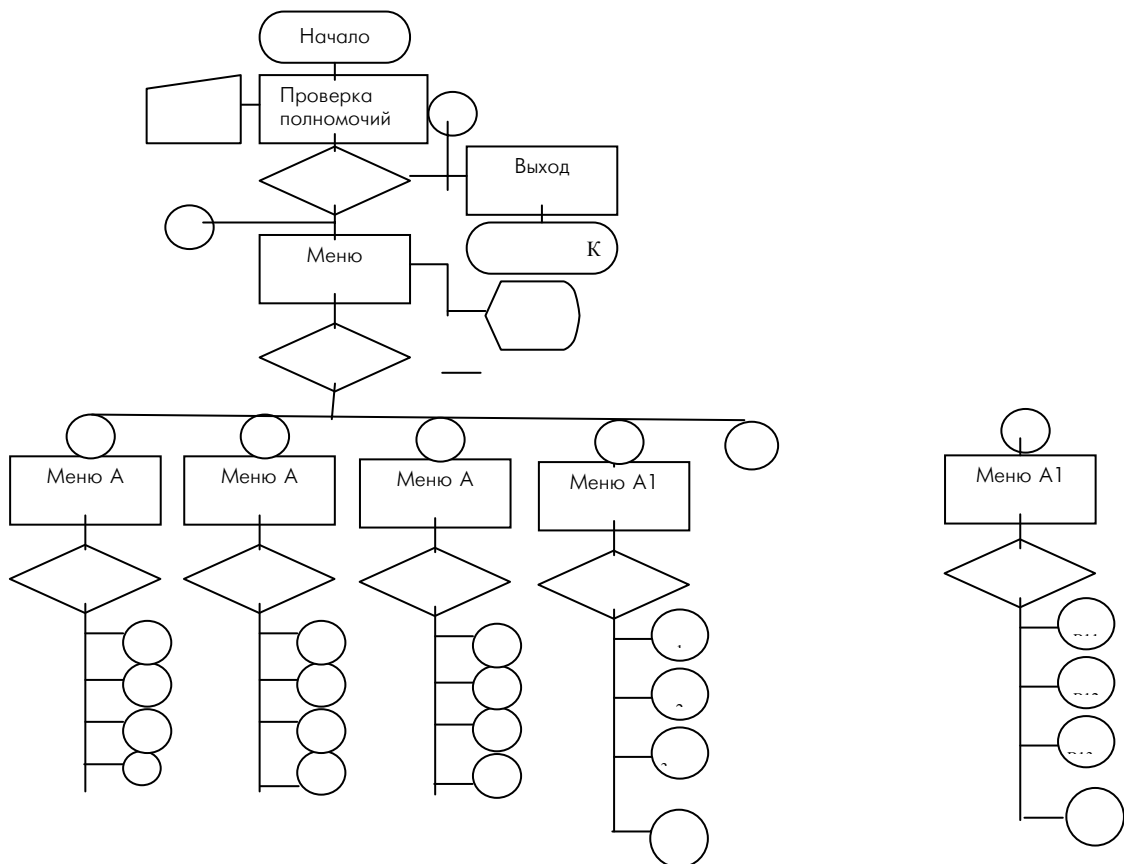 Начало
Проверка
полномочий
Выход
К
Меню
Меню А
Меню А
Меню А
Меню А1
Меню А1